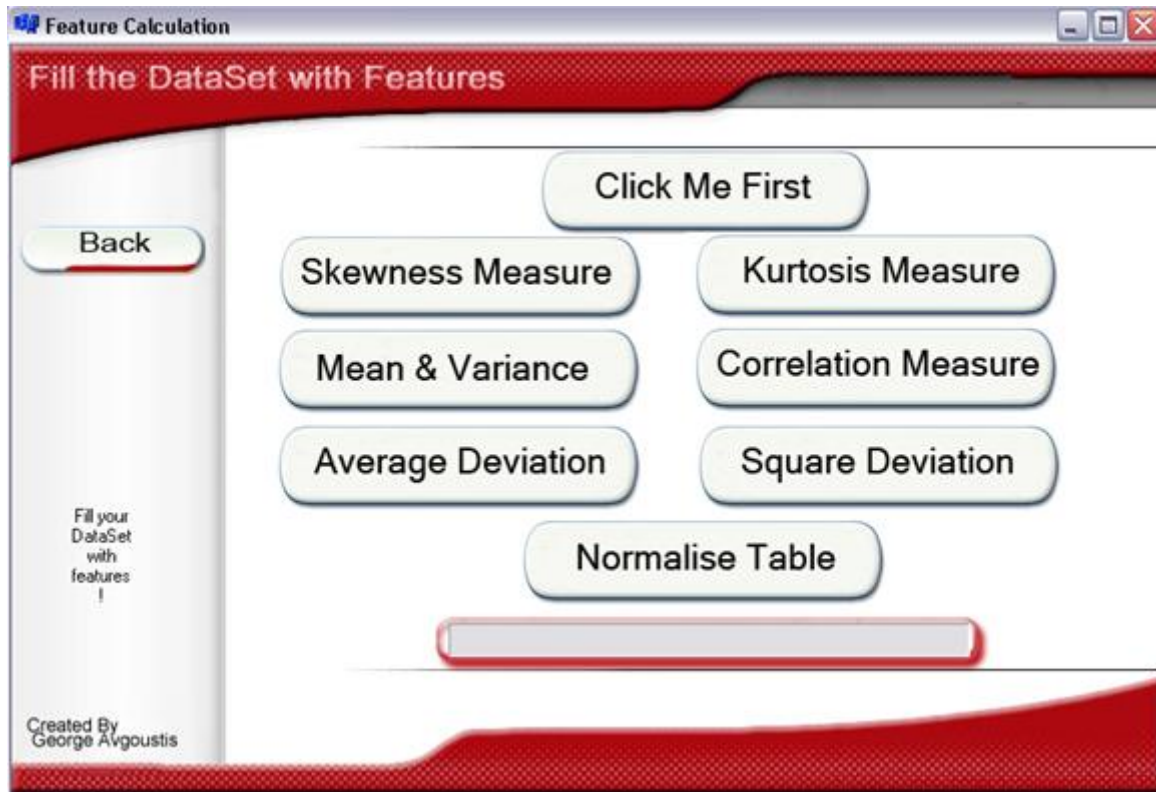 Feature Calculation
Fill the DataSet with Features
Click Me First
Back
Skewness Measure
Kurtosis Measure
Mean & Variance
Correlation Measure
Average Deviation
Square Deviation
Fill your
DataSet
with
features
!
Normalise Table
Created By
George Avgoustis